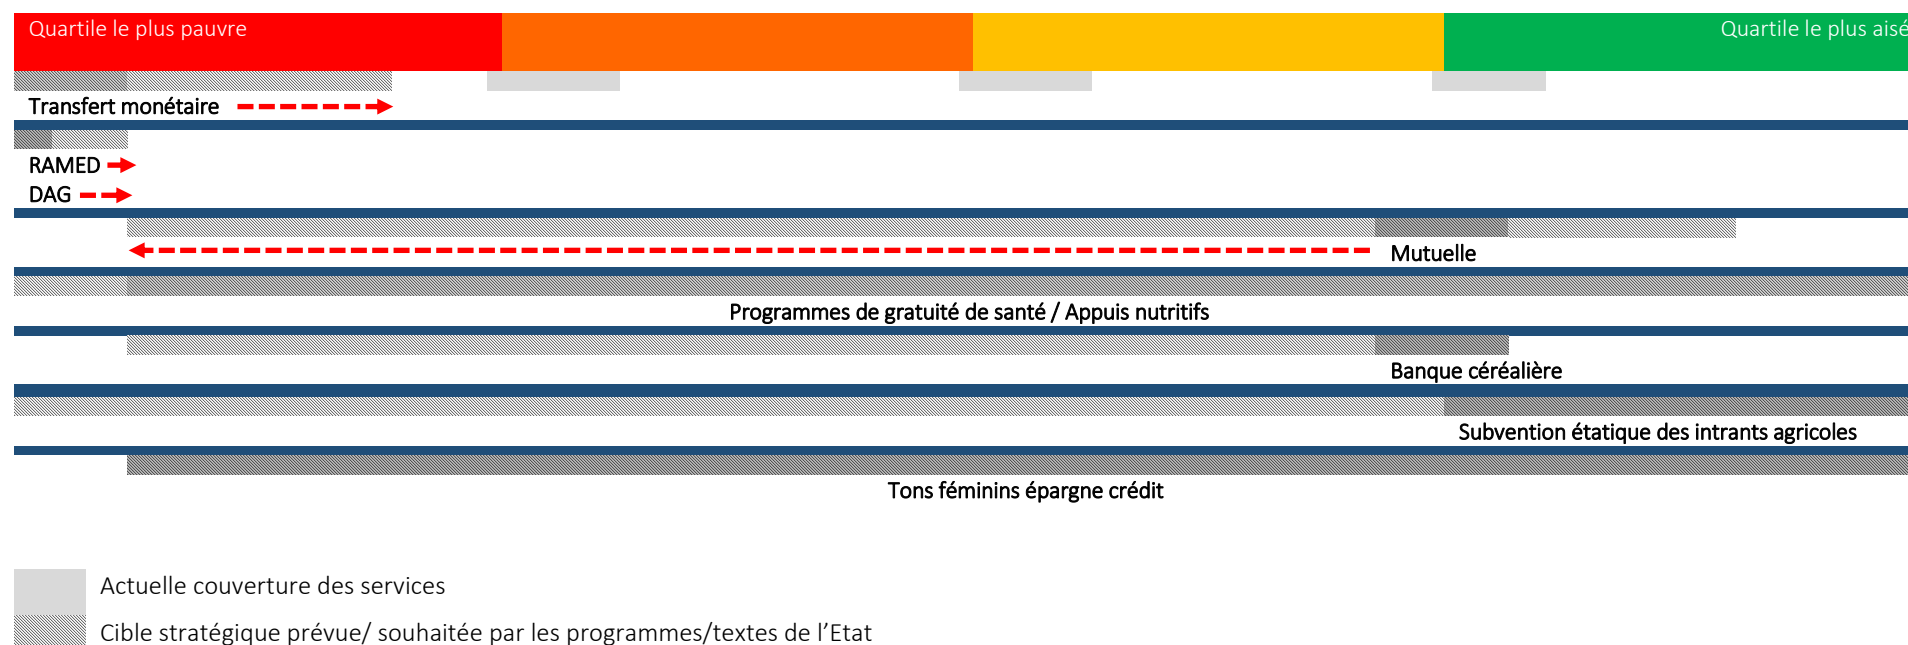 Quartile le plus pauvre
Quartile le plus aisé
Transfert monétaire
RAMED
DAG
Mutuelle
Programmes de gratuité de santé / Appuis nutritifs
Banque céréalière
Subvention étatique des intrants agricoles
Tons féminins épargne crédit
Actuelle couverture des services
Cible stratégique prévue/ souhaitée par les programmes/textes de l’Etat